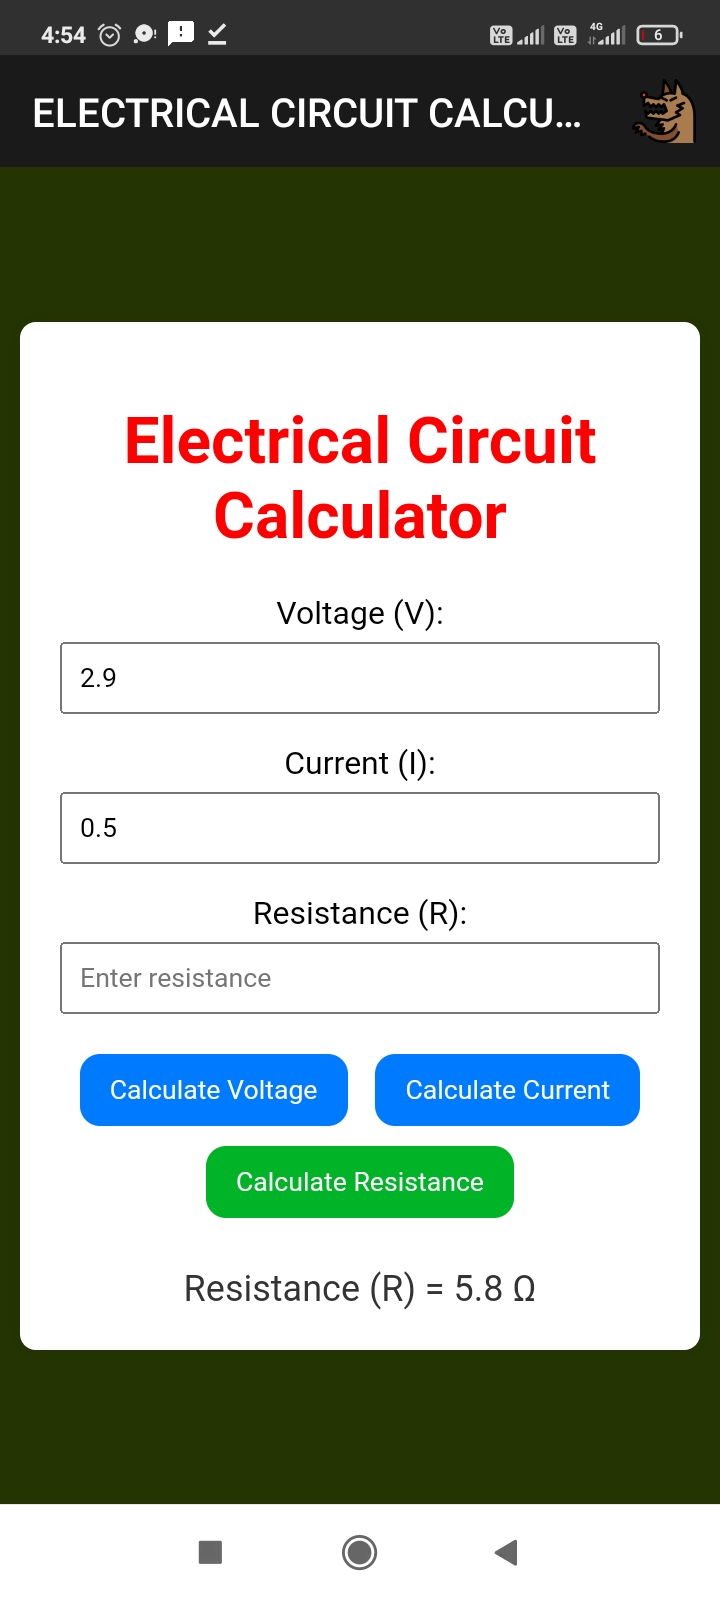 4:54
Vo LTE
Vo LTE
4G
6
ELECTRICAL CIRCUIT CALCU...
Electrical Circuit
Calculator
Voltage (V):
2.9
Current (I):
0.5
Resistance (R):
Enter resistance
Calculate Voltage
Calculate Current
Calculate Resistance
Resistance (R) = 5.8 Ω